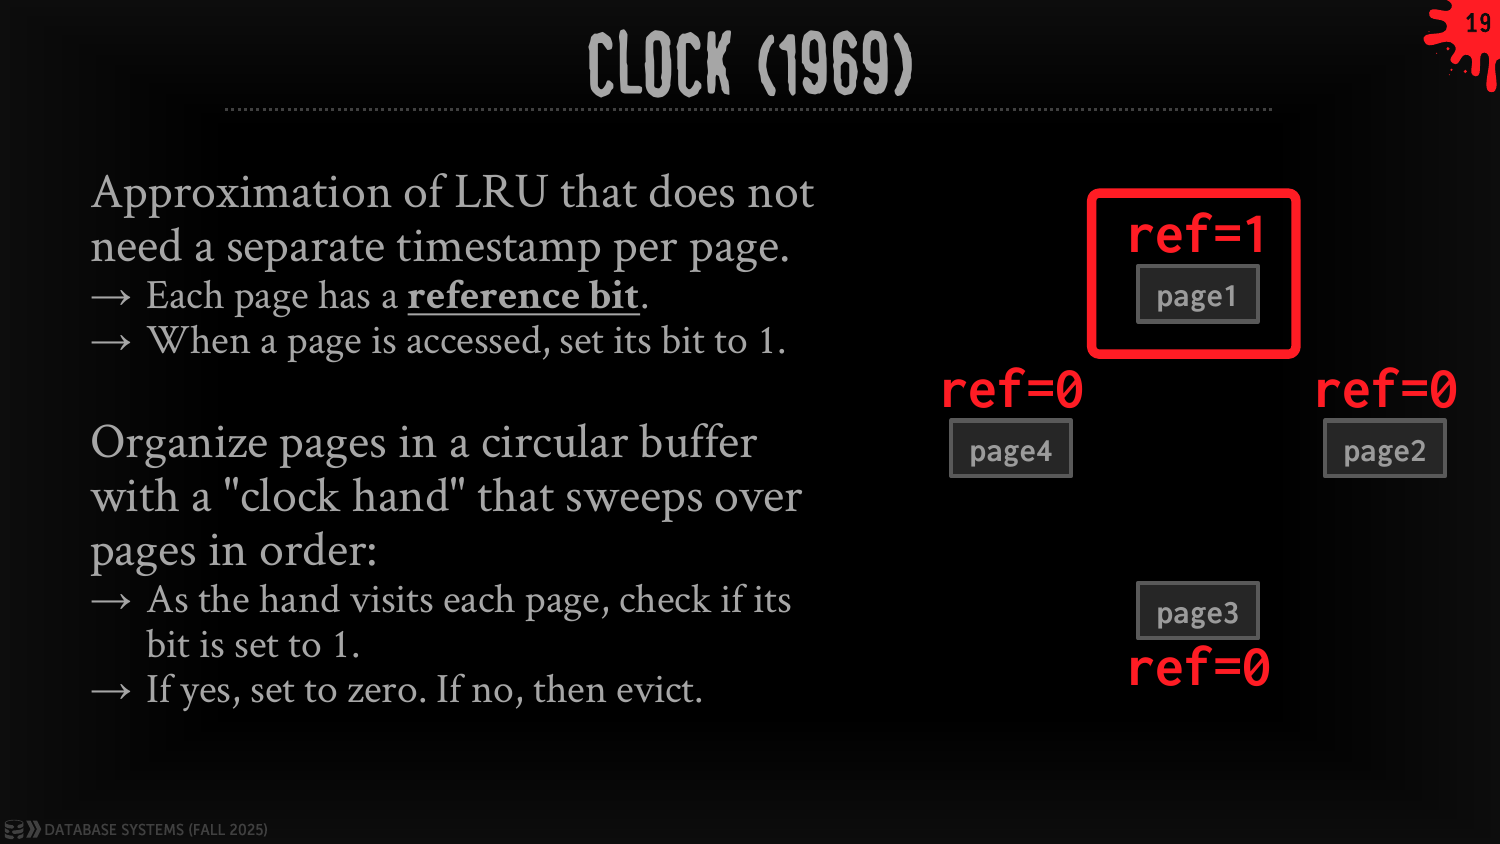 CLOCK (1969)
19
Approximation of LRU that does not
need a separate timestamp per page.
→ Each page has a reference bit.
→ When a page is accessed, set its bit to 1.
Organize pages in a circular buffer
with a "clock hand" that sweeps over
pages in order:
→ As the hand visits each page, check if its
bit is set to 1.
→ If yes, set to zero. If no, then evict.
ref=1
page1
ref=0
page4
ref=0
page2
page3
ref=0
DATABASE SYSTEMS (FALL 2025)